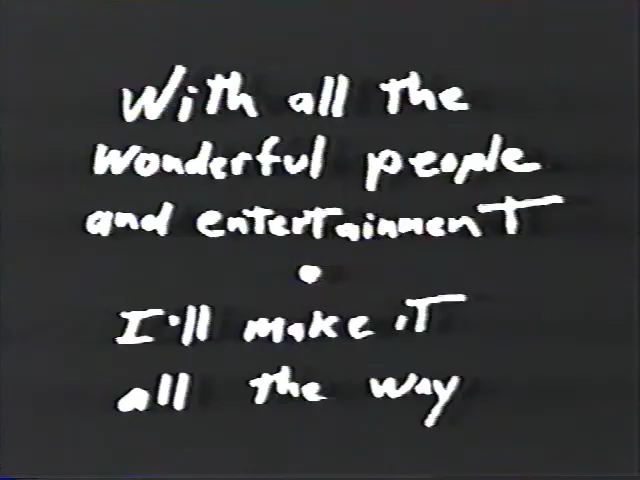 With all the
wonderful people
and entertainment
•
I'll make it
all the way